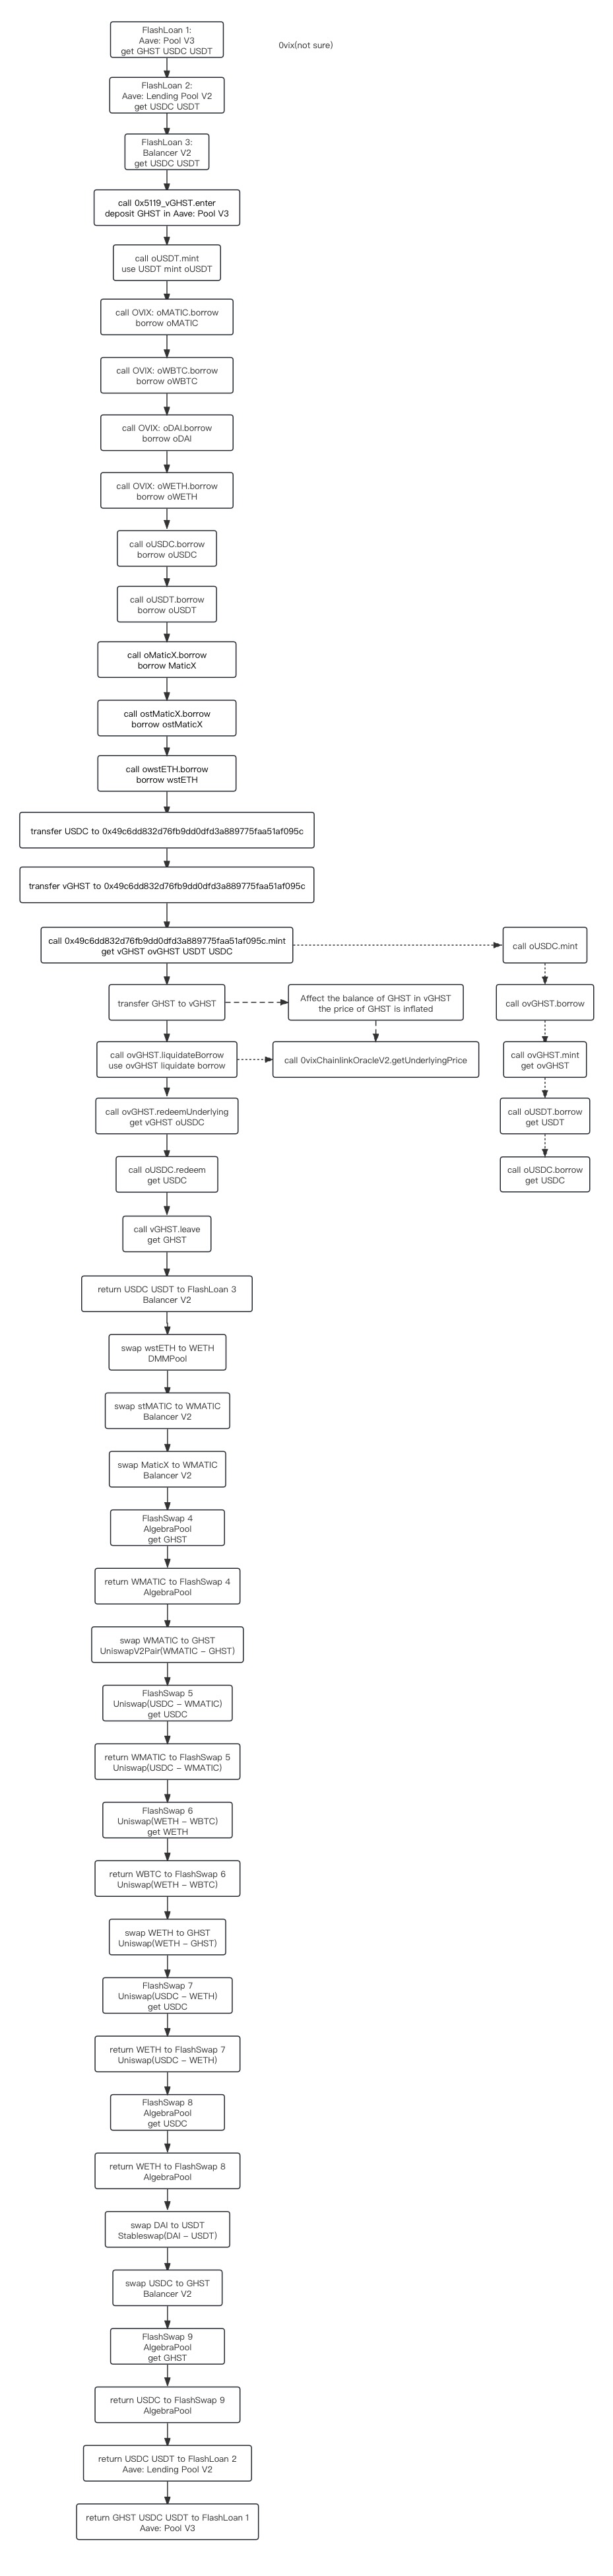 FlashLoan 1:
Aave: Pool V3
get GHST USDC USDT
0vix(not sure)
FlashLoan 2:
Aave: Lending Pool V2
get USDC USDT
FlashLoan 3:
Balancer V2
get USDC USDT
call 0x5119_vGHST.enter
deposit GHST in Aave: Pool V3
call oUSDT.mint
use USDT mint oUSDT
call OVIX: oMATIC.borrow
borrow oMATIC
call OVIX: oWBTC.borrow
borrow oWBTC
call OVIX: oDAI.borrow
borrow oDAI
call OVIX: oWETH.borrow
borrow oWETH
call oUSDC.borrow
borrow oUSDC
call oUSDT.borrow
borrow oUSDT
call oMaticX.borrow
borrow MaticX
call ostMaticX.borrow
borrow ostMaticX
call owstETH.borrow
borrow wstETH
transfer USDC to 0x49c6dd832d76fb9dd0dfd3a889775faa51af095c
transfer vGHST to 0x49c6dd832d76fb9dd0dfd3a889775faa51af095c
call 0x49c6dd832d76fb9dd0dfd3a889775faa51af095c.mint
get vGHST ovGHST USDT USDC
call oUSDC.mint
transfer GHST to vGHST
Affect the balance of GHST in vGHST
the price of GHST is inflated
call ovGHST.borrow
call ovGHST.liquidateBorrow
use ovGHST liquidate borrow
call 0vixChainlinkOracleV2.getUnderlyingPrice
call ovGHST.mint
get ovGHST
call ovGHST.redeemUnderlying
get vGHST oUSDC
call oUSDT.borrow
get USDT
call oUSDC.redeem
get USDC
call oUSDC.borrow
get USDC
call vGHST.leave
get GHST
return USDC USDT to FlashLoan 3
Balancer V2
swap wstETH to WETH
DMMPool
swap stMATIC to WMATIC
Balancer V2
swap MaticX to WMATIC
Balancer V2
FlashSwap 4
AlgebraPool
get GHST
return WMATIC to FlashSwap 4
AlgebraPool
swap WMATIC to GHST
UniswapV2Pair(WMATIC – GHST)
FlashSwap 5
Uniswap(USDC – WMATIC)
get USDC
return WMATIC to FlashSwap 5
Uniswap(USDC – WMATIC)
FlashSwap 6
Uniswap(WETH – WBTC)
get WETH
return WBTC to FlashSwap 6
Uniswap(WETH – WBTC)
swap WETH to GHST
Uniswap(WETH – GHST)
FlashSwap 7
Uniswap(USDC – WETH)
get USDC
return WETH to FlashSwap 7
Uniswap(USDC – WETH)
FlashSwap 8
AlgebraPool
get USDC
return WETH to FlashSwap 8
AlgebraPool
swap DAI to USDT
Stableswap(DAI – USDT)
swap USDC to GHST
Balancer V2
FlashSwap 9
AlgebraPool
get GHST
return USDC to FlashSwap 9
AlgebraPool
return USDC USDT to FlashLoan 2
Aave: Lending Pool V2
return GHST USDC USDT to FlashLoan 1
Aave: Pool V3